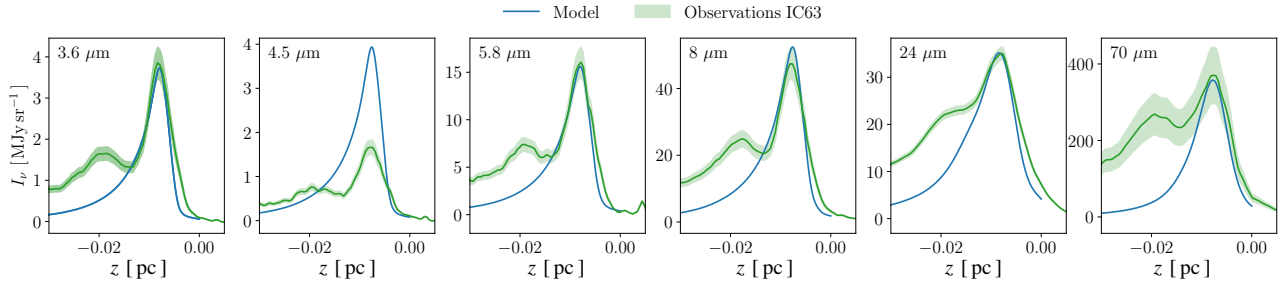 Model
Observations IC63
3.6 μm
4.5 μm
5.8 μm
8 μm
24 μm
70 μm
I_ν [MJy sr⁻¹]
4
3
2
1
0
4
3
2
1
0
15
10
5
0
40
20
0
30
20
10
0
400
200
0
−0.02 0.00
−0.02 0.00
−0.02 0.00
−0.02 0.00
−0.02 0.00
−0.02 0.00
z [ pc]
z [ pc]
z [ pc]
z [ pc]
z [ pc]
z [ pc]